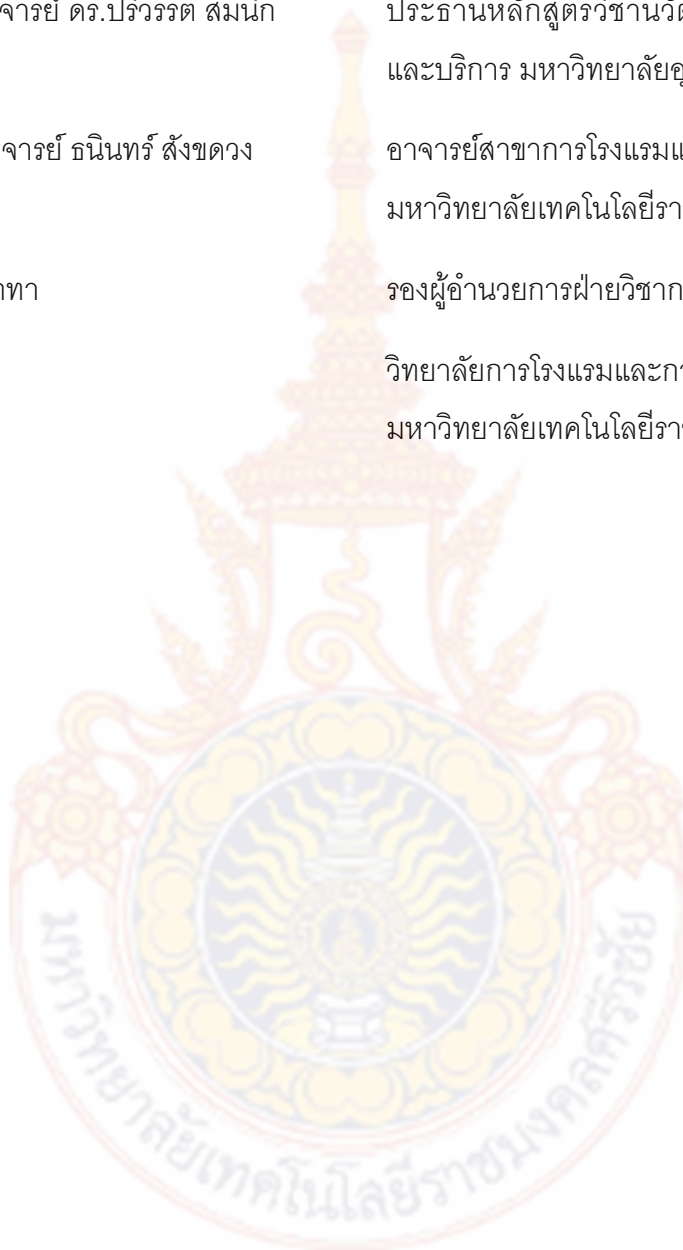 จารย์ ดร.ปริวรรต สมนึก
ประธานหลักสูตรวิชานวัต
และบริการ มหาวิทยาลัยอุ
จารย์ ธนินทร์ สังขดวง
อาจารย์สาขาการโรงแรมแ
มหาวิทยาลัยเทคโนโลยีรา
าทา
รองผู้อำนวยการฝ่ายวิชาก
วิทยาลัยการโรงแรมและกา
มหาวิทยาลัยเทคโนโลยีราช
มหาวิทยาลัยเทคโนโลยีราชมงคลศรีวิชัย